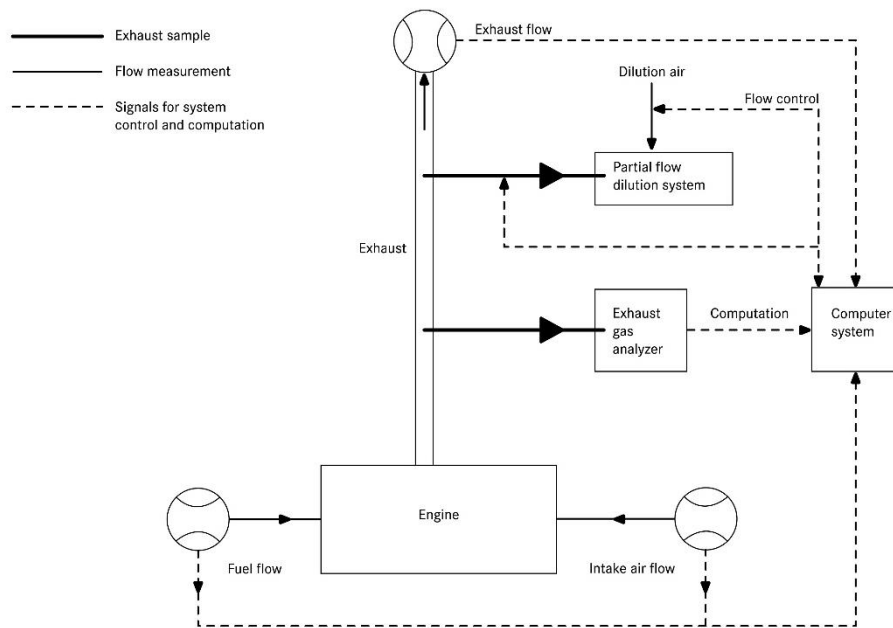 Exhaust sample
Flow measurement
Signals for system
control and computation
Exhaust flow
Dilution air
Flow control
Partial flow
dilution system
Exhaust
Exhaust
gas
analyzer
Computation
Computer
system
Engine
Fuel flow
Intake air flow